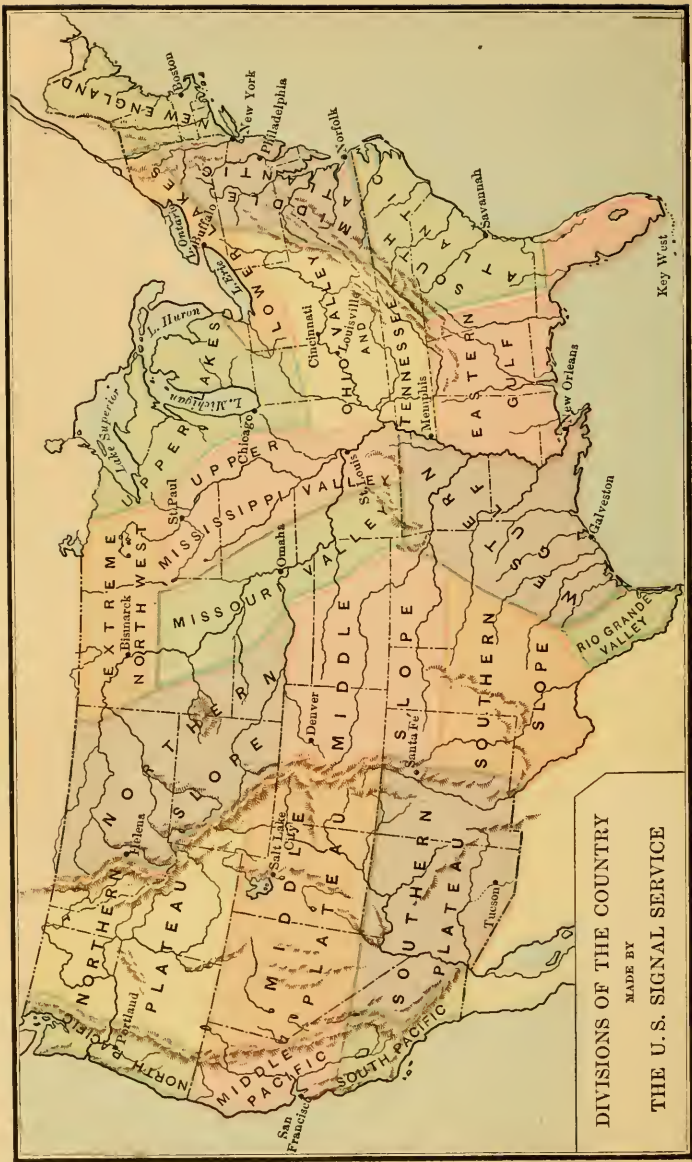 NEW ENGLAND
Boston
New York
Philadelphia
MIDDLE
ATLANTIC
Norfolk
LOWER LAKES
L. Ontario
Buffalo
L. Erie
L. Huron
Lake Superior
L. Michigan
UPPER LAKES
Chicago
Cincinnati
Louisville
OHIO VALLEY
AND
TENNESSEE
Memphis
SOUTH
ATLANTIC
Savannah
Key West
EASTERN
GULF
New Orleans
UPPER
MISSISSIPPI VALLEY
St. Paul
St. Louis
EXTREME
NORTH WEST
Bismarck
MISSOURI VALLEY
Omaha
WESTERN
GULF
Galveston
RIO GRANDE
VALLEY
NORTHERN
SLOPE
Helena
MIDDLE
SLOPE
Denver
Santa Fé
SOUTHERN
SLOPE
NORTHERN
PLATEAU
MIDDLE
PLATEAU
Salt Lake
City
SOUTHERN
PLATEAU
Tucson
NORTH PACIFIC
Portland
MIDDLE
PACIFIC
San
Francisco
SOUTH PACIFIC
DIVISIONS OF THE COUNTRY
MADE BY
THE U. S. SIGNAL SERVICE